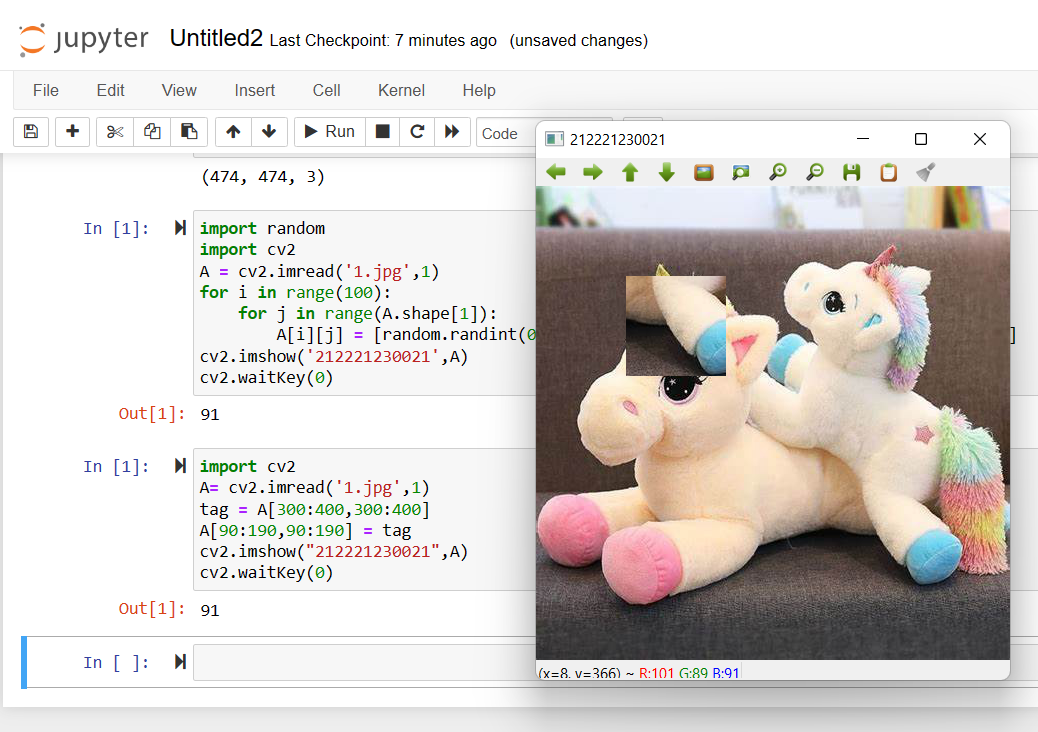 jupyter Untitled2 Last Checkpoint: 7 minutes ago (unsaved changes)
File Edit View Insert Cell Kernel Help
Run Code
212221230021
(474, 474, 3)
In [1]: import random
import cv2
A = cv2.imread('1.jpg',1)
for i in range(100):
    for j in range(A.shape[1]):
        A[i][j] = [random.randint(0 ]
cv2.imshow('212221230021',A)
cv2.waitKey(0)
Out[1]: 91
In [1]: import cv2
A= cv2.imread('1.jpg',1)
tag = A[300:400,300:400]
A[90:190,90:190] = tag
cv2.imshow("212221230021",A)
cv2.waitKey(0)
Out[1]: 91
In [ ]:
(x=8, y=366) ~ R:101 G:89 B:91